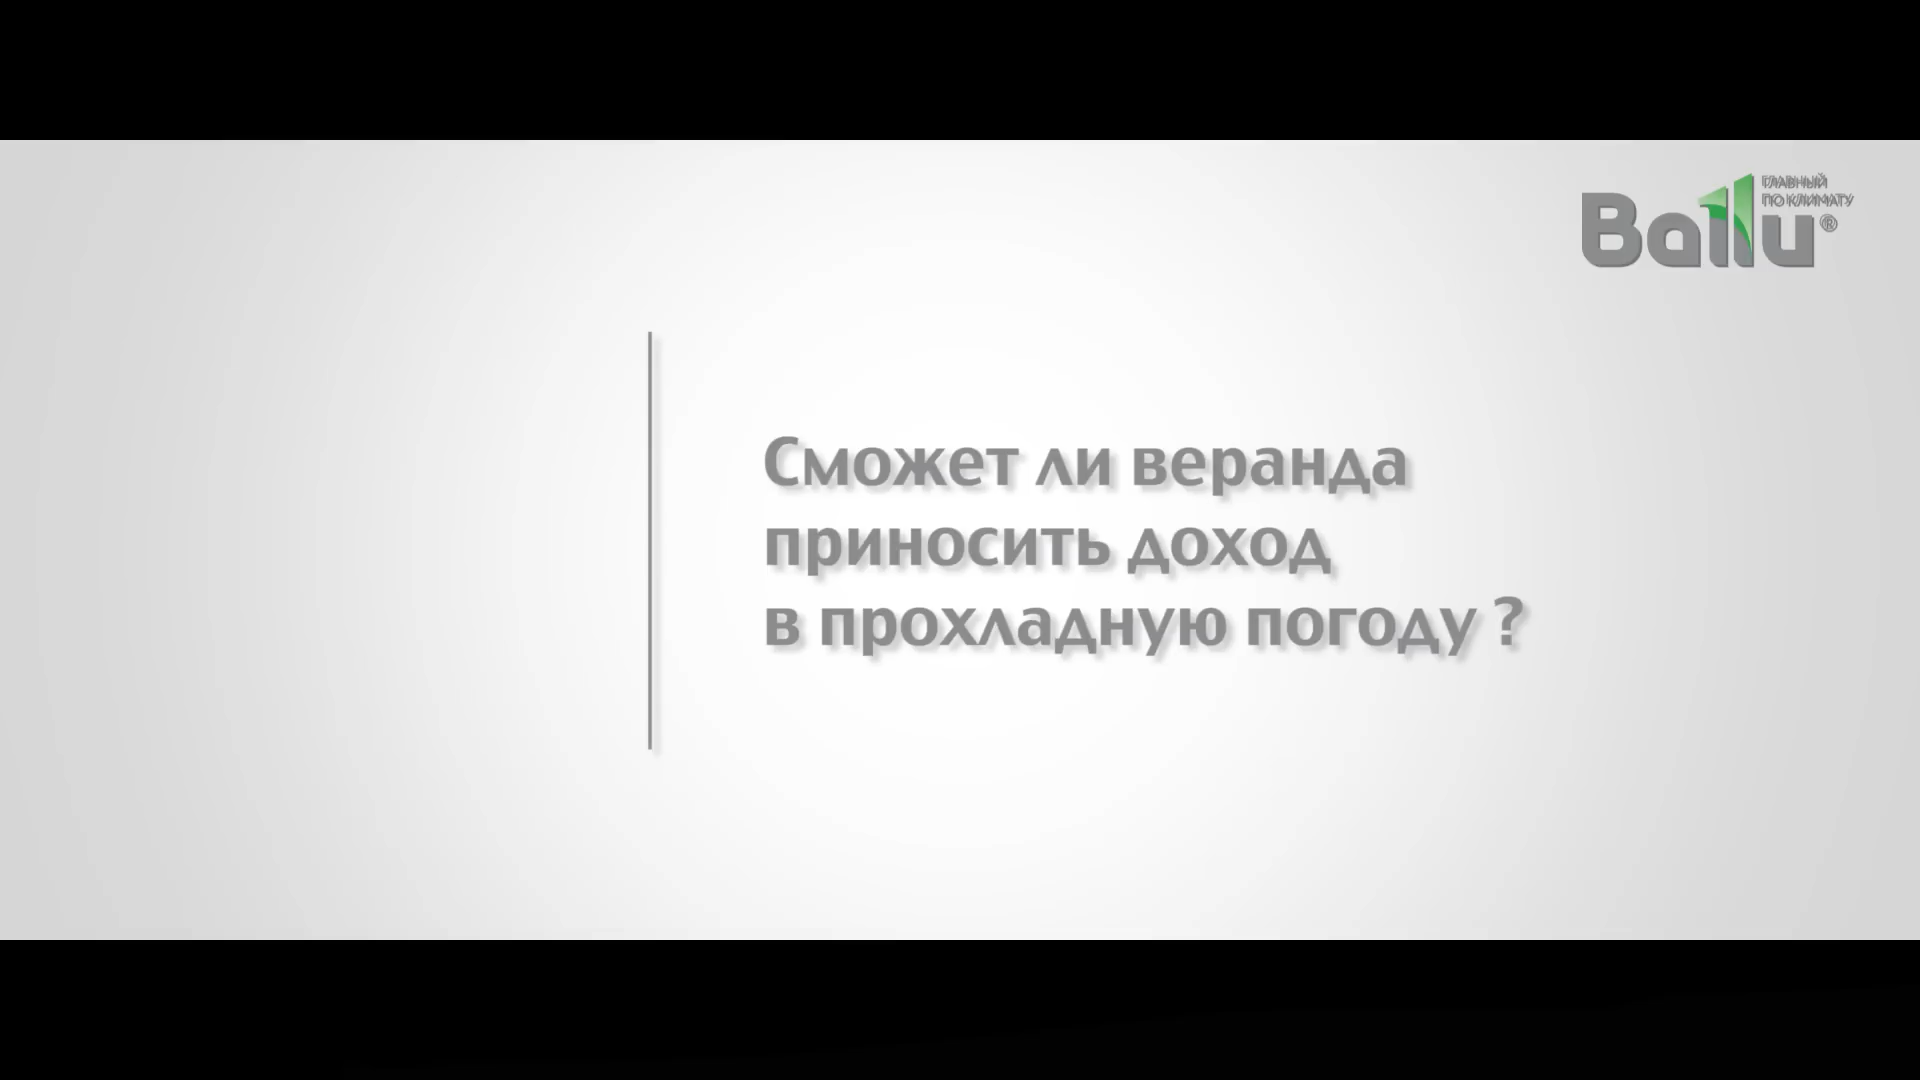 Ballu®
ГЛАВНЫЙ
ПО КЛИМАТУ
Сможет ли веранда
приносить доход
в прохладную погоду ?